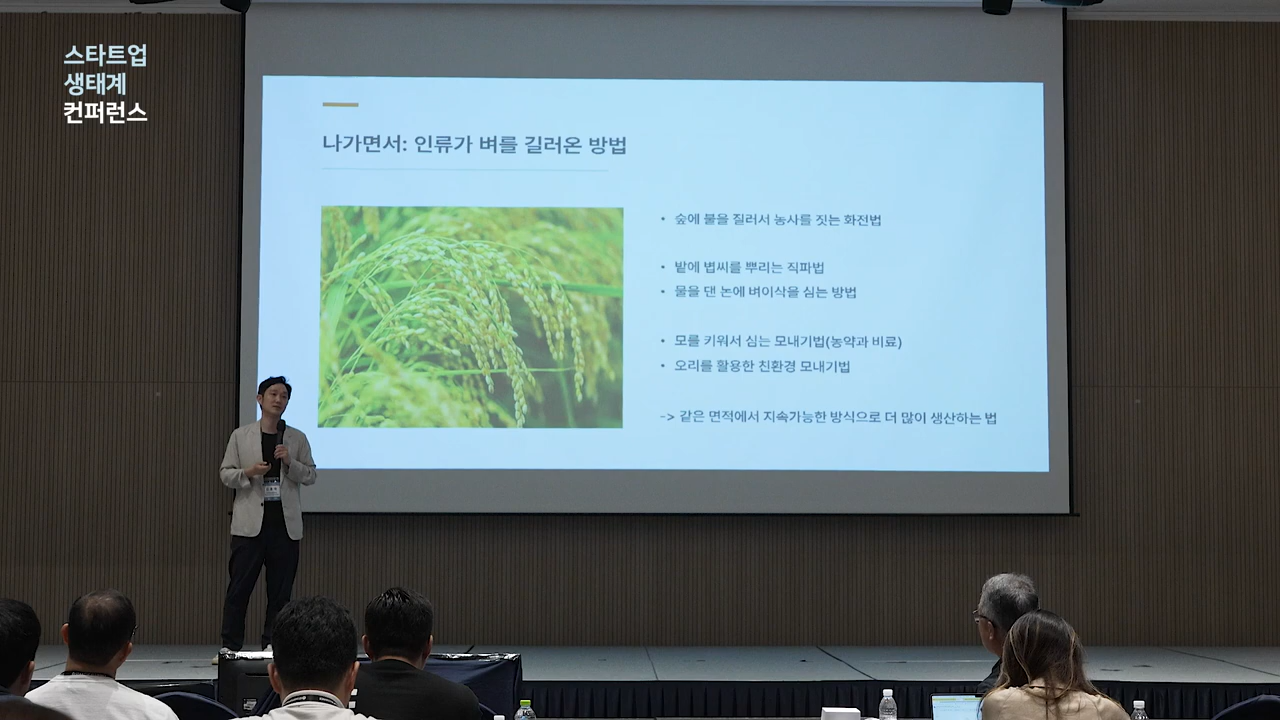 스타트업
생태계
컨퍼런스
나가면서: 인류가 벼를 길러온 방법
• 숲에 불을 질러서 농사를 짓는 화전법
• 밭에 볍씨를 뿌리는 직파법
• 물을 댄 논에 벼이삭을 심는 방법
• 모를 키워서 심는 모내기법(농약과 비료)
• 오리를 활용한 친환경 모내기법
-> 같은 면적에서 지속가능한 방식으로 더 많이 생산하는 법